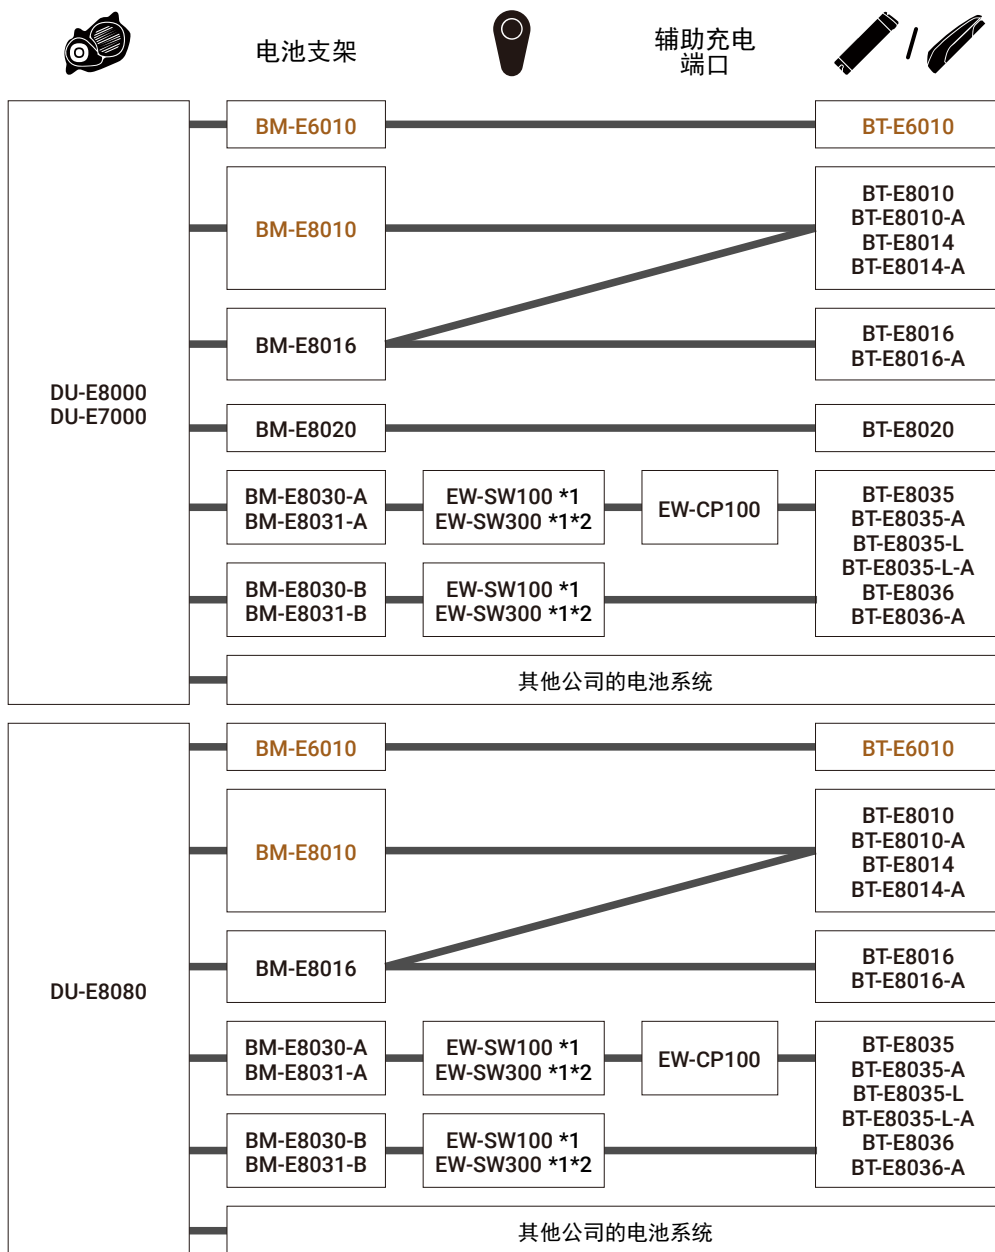 电池支架
辅助充电
端口
DU-E8000
DU-E7000
BM-E6010
BT-E6010
BM-E8010
BT-E8010
BT-E8010-A
BT-E8014
BT-E8014-A
BM-E8016
BT-E8016
BT-E8016-A
BM-E8020
BT-E8020
BM-E8030-A
BM-E8031-A
EW-SW100 *1
EW-SW300 *1*2
EW-CP100
BT-E8035
BT-E8035-A
BT-E8035-L
BT-E8035-L-A
BT-E8036
BT-E8036-A
BM-E8030-B
BM-E8031-B
EW-SW100 *1
EW-SW300 *1*2
其他公司的电池系统
DU-E8080
BM-E6010
BT-E6010
BM-E8010
BT-E8010
BT-E8010-A
BT-E8014
BT-E8014-A
BM-E8016
BT-E8016
BT-E8016-A
BM-E8030-A
BM-E8031-A
EW-SW100 *1
EW-SW300 *1*2
EW-CP100
BT-E8035
BT-E8035-A
BT-E8035-L
BT-E8035-L-A
BT-E8036
BT-E8036-A
BM-E8030-B
BM-E8031-B
EW-SW100 *1
EW-SW300 *1*2
其他公司的电池系统